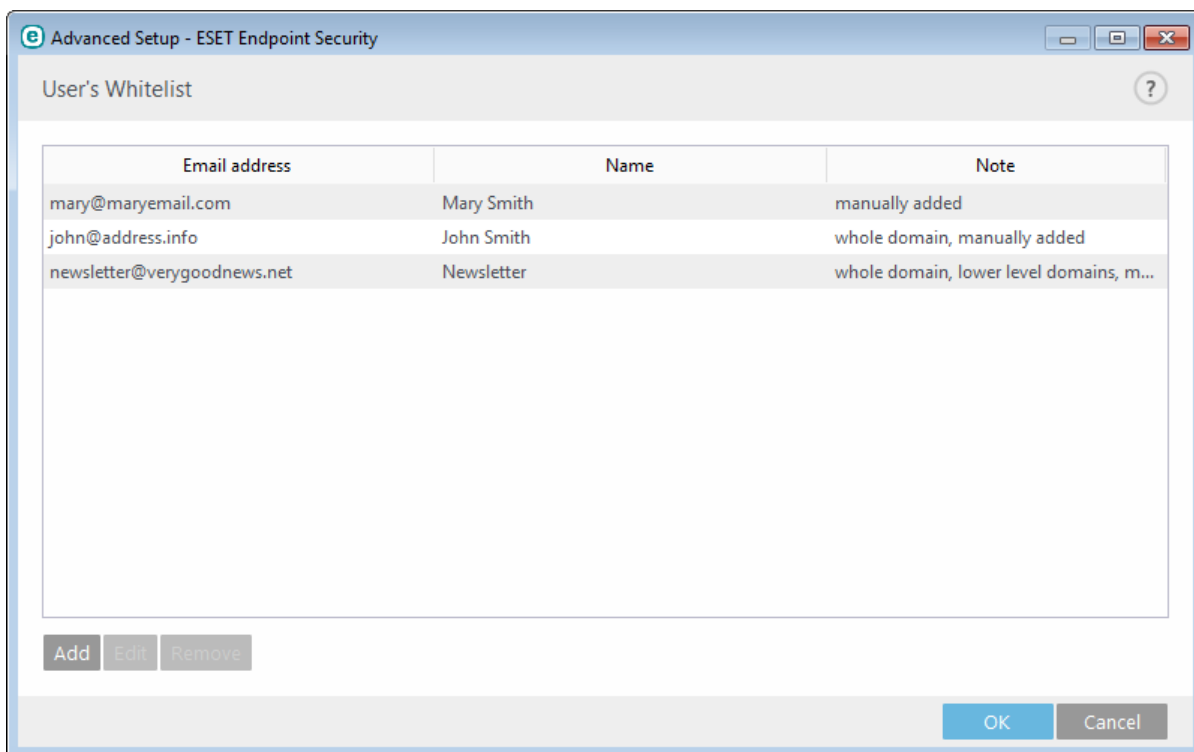 Advanced Setup - ESET Endpoint Security
User's Whitelist
?
Email address Name Note
mary@maryemail.com Mary Smith manually added
john@address.info John Smith whole domain, manually added
newsletter@verygoodnews.net Newsletter whole domain, lower level domains, m...
Add Edit Remove
OK Cancel